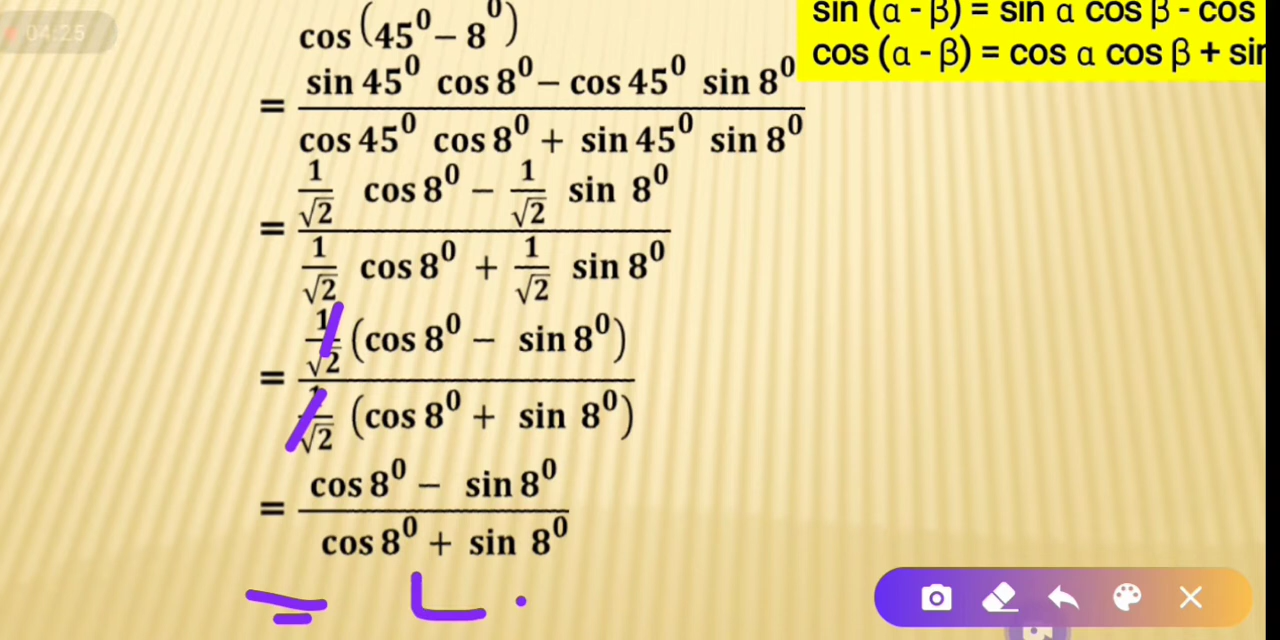 04:25
sin (α - β) = sin α cos β - cos
cos (α - β) = cos α cos β + sin
cos (45⁰ – 8⁰)
= sin 45⁰ cos 8⁰ – cos 45⁰ sin 8⁰
cos 45⁰ cos 8⁰ + sin 45⁰ sin 8⁰
= 1/√2 cos 8⁰ – 1/√2 sin 8⁰
1/√2 cos 8⁰ + 1/√2 sin 8⁰
= 1/√2 (cos 8⁰ – sin 8⁰)
1/√2 (cos 8⁰ + sin 8⁰)
= cos 8⁰ – sin 8⁰
cos 8⁰ + sin 8⁰
= L .